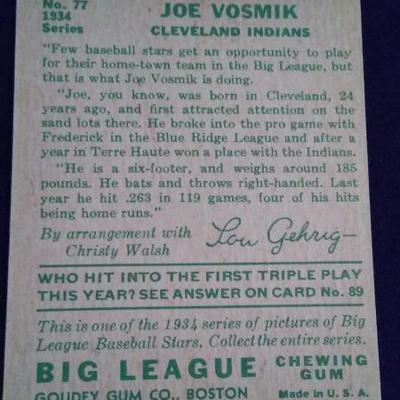 No. 77
1934
Series
JOE VOSMIK
CLEVELAND INDIANS
"Few baseball stars get an opportunity to play
for their home-town team in the Big League, but
that is what Joe Vosmik is doing.
"Joe, you know, was born in Cleveland, 24
years ago, and first attracted attention on the
sand lots there. He broke into the pro game with
Frederick in the Blue Ridge League and after a
year in Terre Haute won a place with the Indians.
"He is a six-footer, and weighs around 185
pounds. He bats and throws right-handed. Last
year he hit .263 in 119 games, four of his hits
being home runs."
By arrangement with
Christy Walsh
Lou Gehrig
WHO HIT INTO THE FIRST TRIPLE PLAY
THIS YEAR? SEE ANSWER ON CARD No. 89
This is one of the 1934 series of pictures of Big
League Baseball Stars. Collect the entire series.
BIG LEAGUE CHEWING GUM
GOUDEY GUM CO., BOSTON Made in U. S. A.